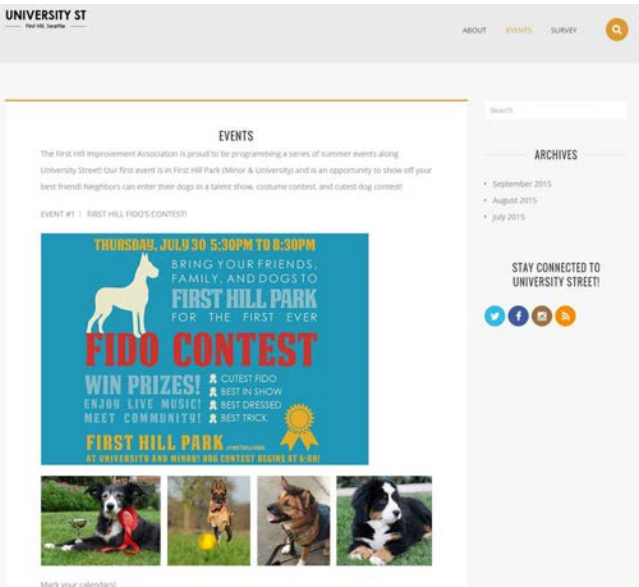 UNIVERSITY ST
First Hill, Seattle
ABOUT EVENTS SURVEY
Search
EVENTS
The First Hill Improvement Association is proud to be programming a series of summer events along
University Street! Our first event is in First Hill Park (Minor & University) and is an opportunity to show off your
best friend! Neighbors can enter their dogs in a talent show, costume contest, and cutest dog contest!
EVENT #1 | FIRST HILL FIDO'S CONTEST!
THURSDAY, JULY 30 5:30PM TO 8:30PM
BRING YOUR FRIENDS,
FAMILY, AND DOGS TO
FIRST HILL PARK
FOR THE FIRST EVER
FIDO CONTEST
WIN PRIZES!
ENJOY LIVE MUSIC!
MEET COMMUNITY!
CUTEST FIDO
BEST IN SHOW
BEST DRESSED
BEST TRICK
FIRST HILL PARK
AT UNIVERSITY AND MINOR! DOG CONTEST BEGINS AT 6:00!
Mark your calendars!
ARCHIVES
September 2015
August 2015
July 2015
STAY CONNECTED TO
UNIVERSITY STREET!